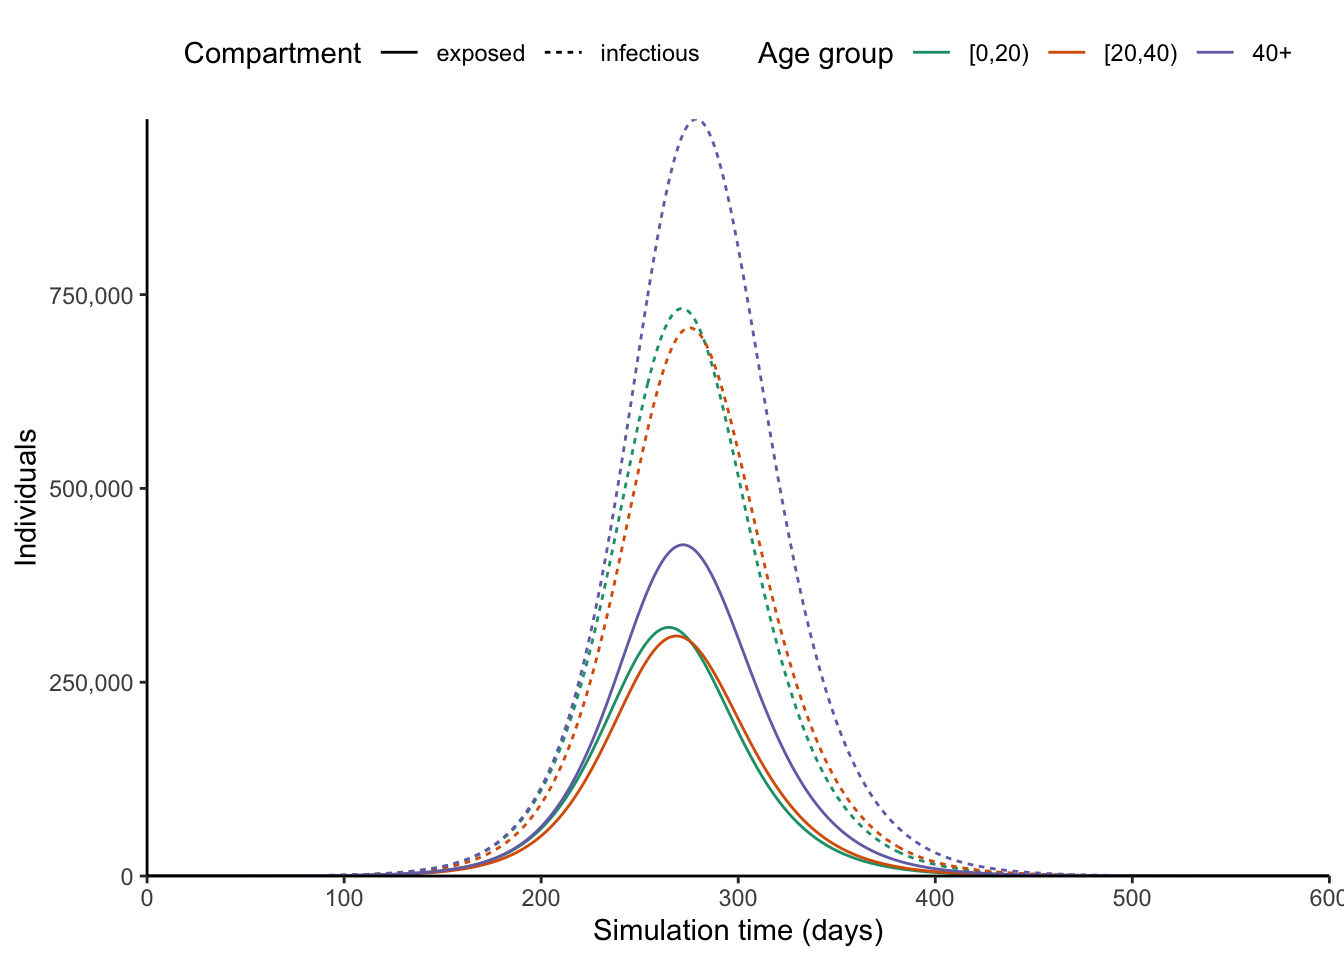 Compartment exposed infectious Age group [0,20) [20,40) 40+
750,000
500,000
250,000
0
Individuals
0 100 200 300 400 500 600
Simulation time (days)